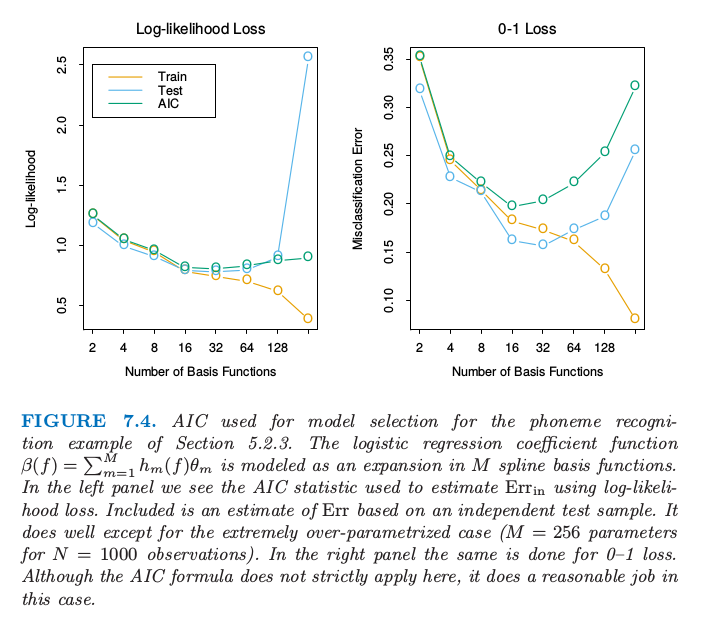 Log-likelihood Loss
2.5
2.0
1.5
1.0
0.5
Log-likelihood
Train
Test
AIC
2 4 8 16 32 64 128
Number of Basis Functions
0-1 Loss
0.35
0.30
0.25
0.20
0.15
0.10
Misclassification Error
2 4 8 16 32 64 128
Number of Basis Functions
FIGURE 7.4. AIC used for model selection for the phoneme recogni-
tion example of Section 5.2.3. The logistic regression coefficient function
β(f) = ∑_{m=1}^{M} h_m(f)θ_m is modeled as an expansion in M spline basis functions.
In the left panel we see the AIC statistic used to estimate Err_in using log-likeli-
hood loss. Included is an estimate of Err based on an independent test sample. It
does well except for the extremely over-parametrized case (M = 256 parameters
for N = 1000 observations). In the right panel the same is done for 0–1 loss.
Although the AIC formula does not strictly apply here, it does a reasonable job in
this case.